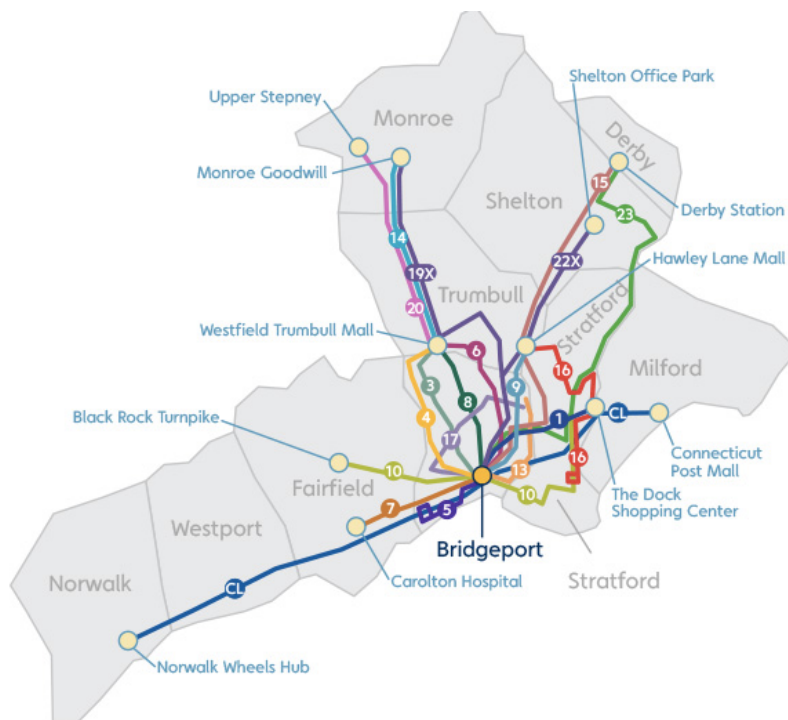 Shelton Office Park
Upper Stepney
Monroe
Derby
Monroe Goodwill
15
Shelton
23
Derby Station
14
22X
Hawley Lane Mall
19X
Trumbull
20
Stratford
Westfield Trumbull Mall
6
Milford
16
3
9
8
Black Rock Turnpike
4
1
CL
17
Connecticut
Post Mall
16
10
13
Fairfield
10
The Dock
Shopping Center
7
5
Westport
Bridgeport
Carolton Hospital
Stratford
Norwalk
CL
Norwalk Wheels Hub